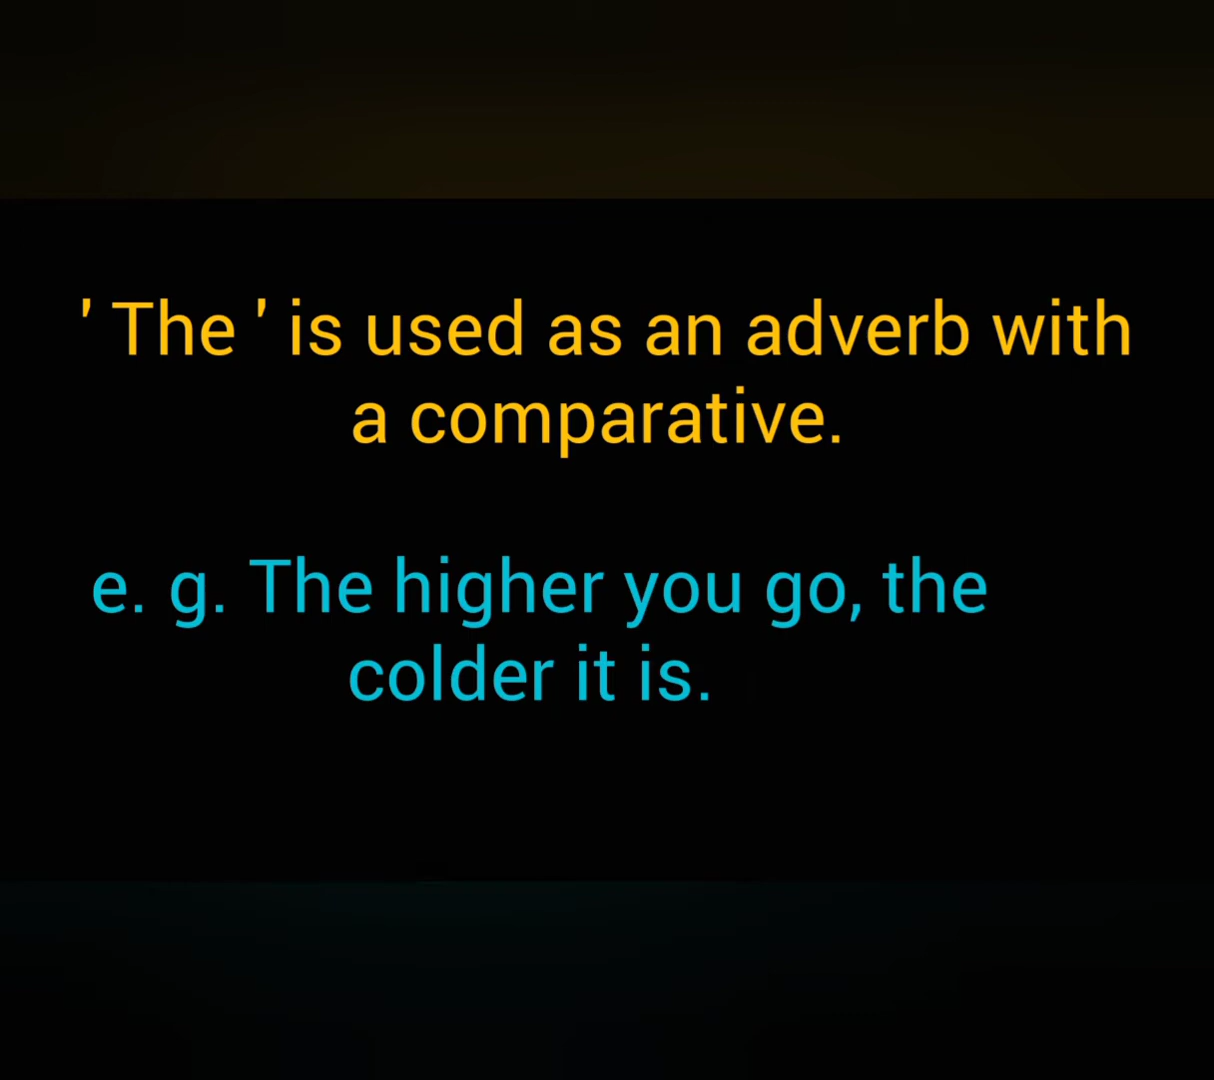 ' The ' is used as an adverb with
a comparative.
e. g. The higher you go, the
colder it is.